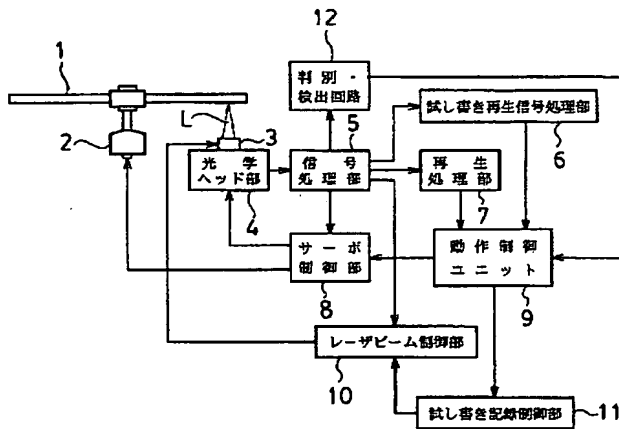 12
1
判別・
検出回路
試し書き再生信号処理部
L
3
5
2
6
光学
ヘッド部
信号
処理部
再生
処理部
4
7
サーボ
制御部
動作制御
ユニット
8
9
レーザビーム制御部
10
試し書き記録制御部
11